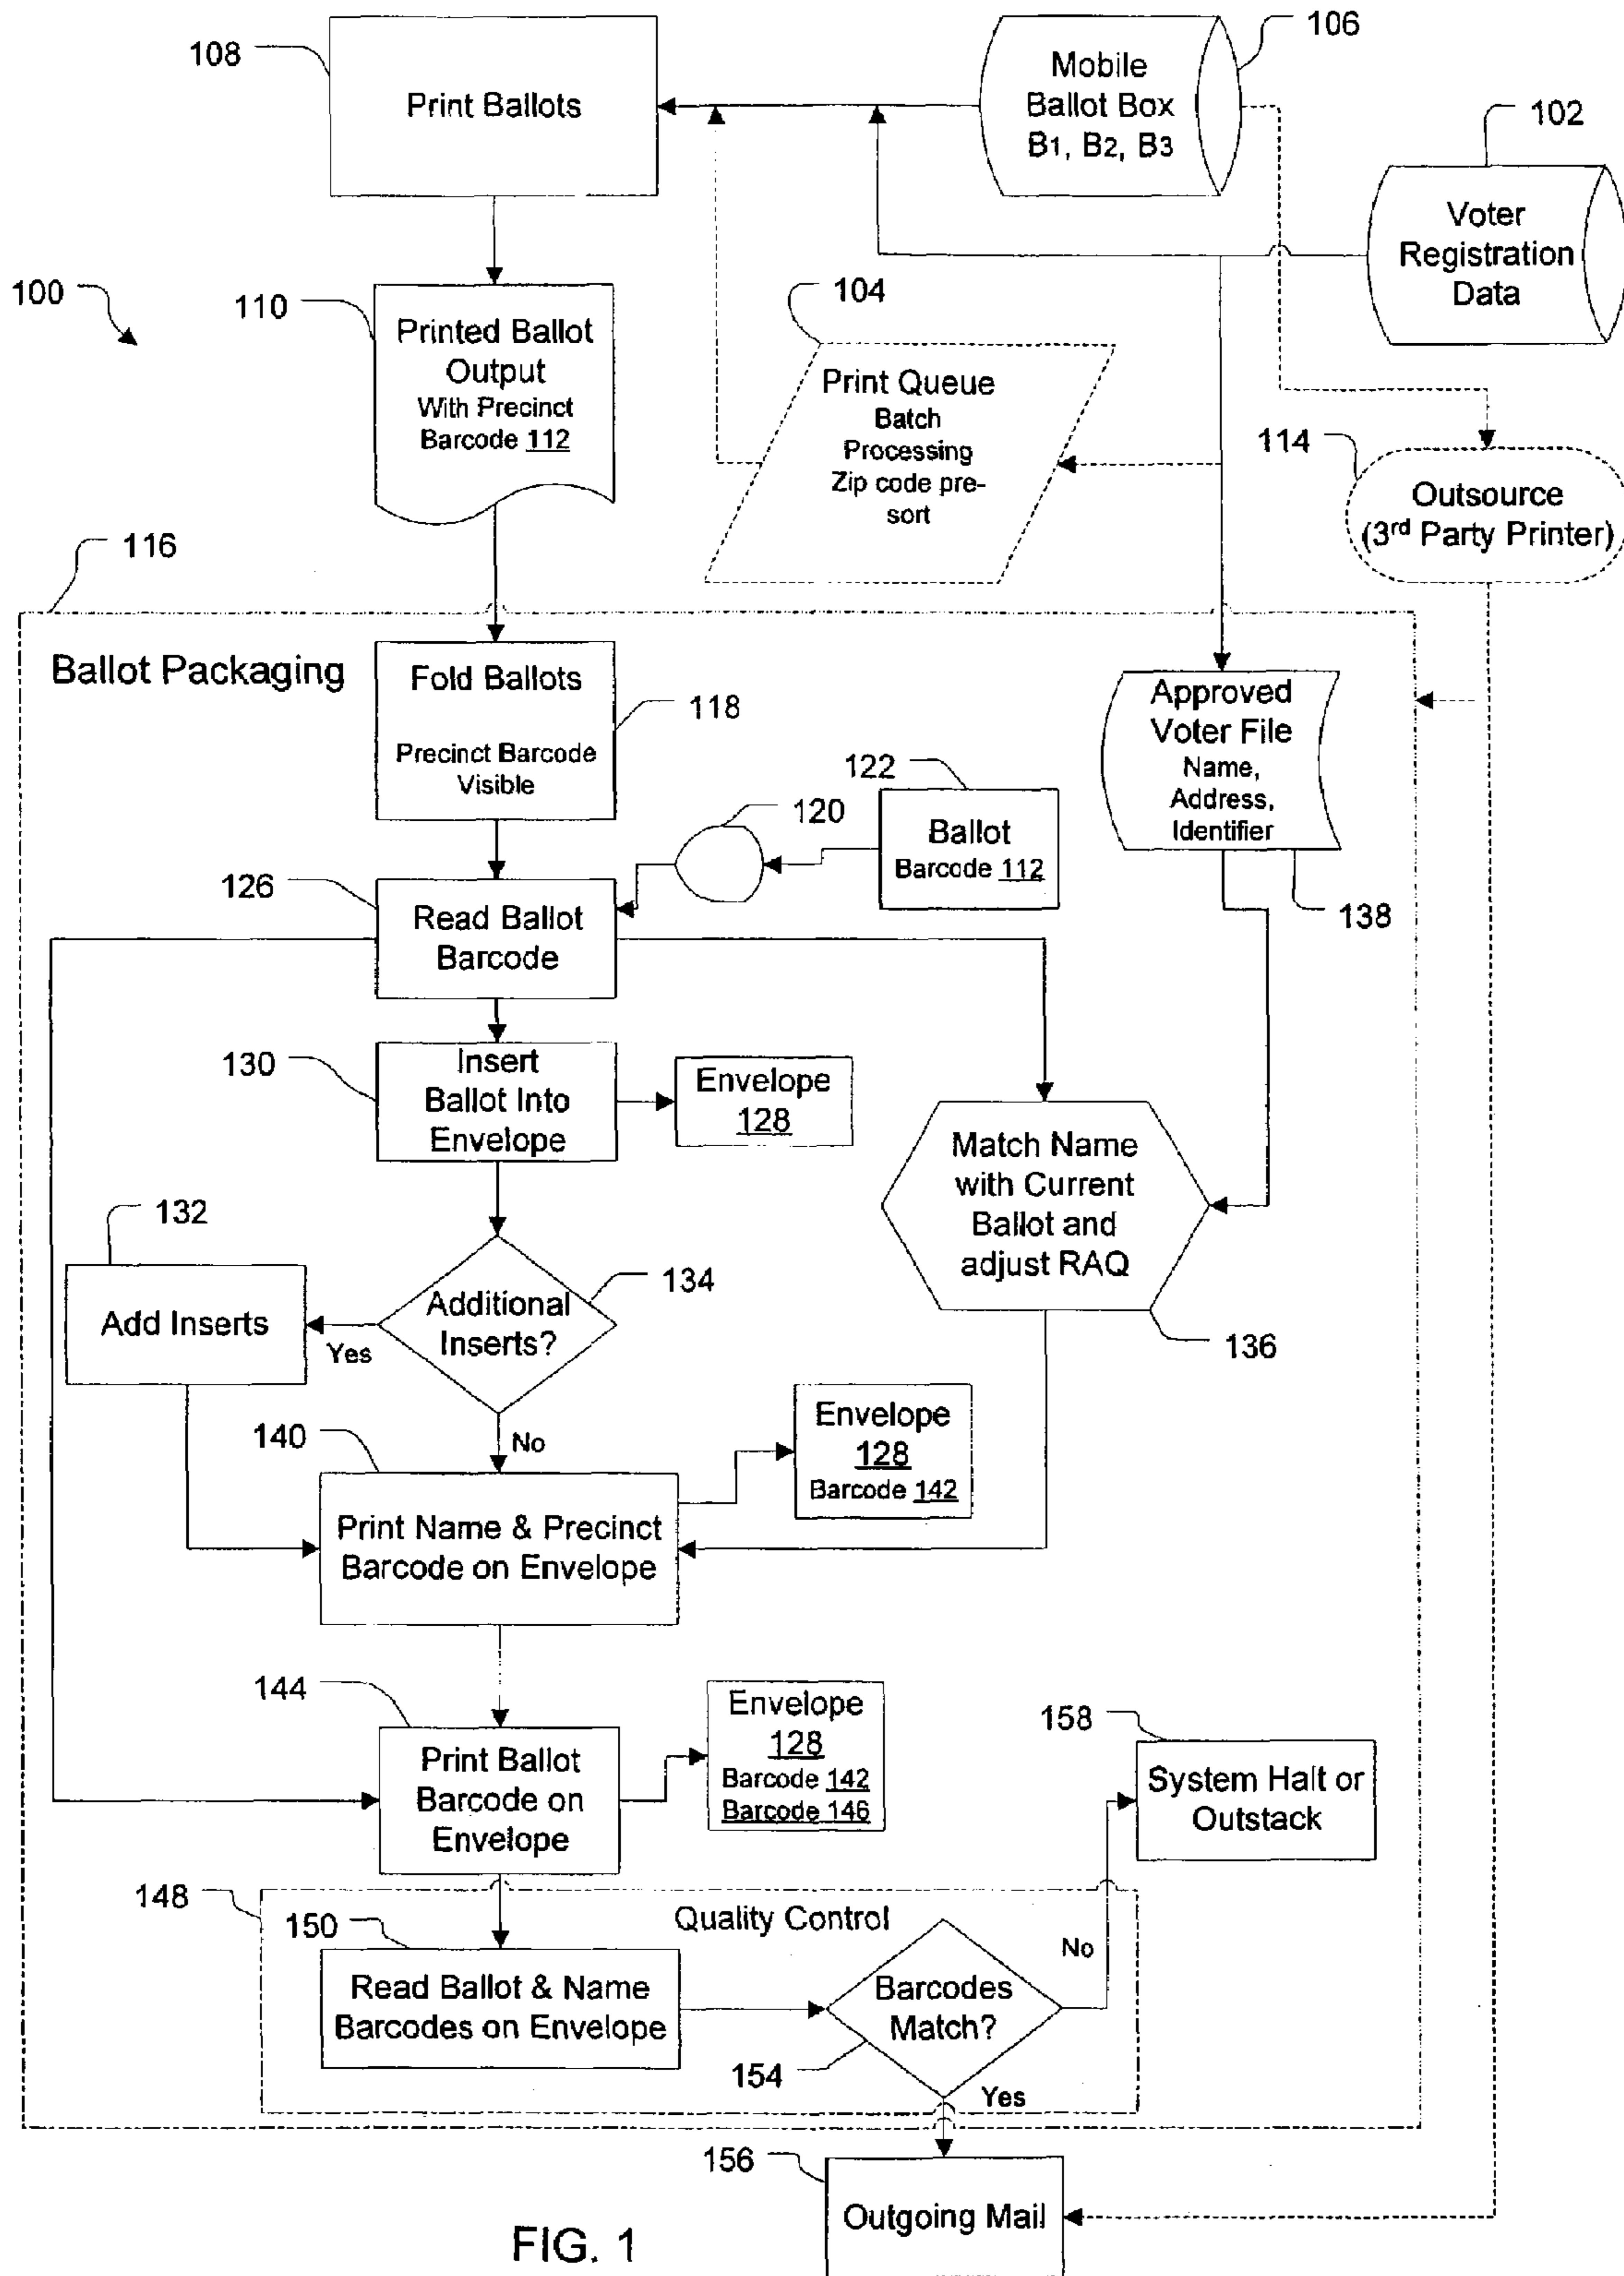 108
Print Ballots
Mobile
Ballot Box
B1, B2, B3
106
102
Voter
Registration
Data
100
110
Printed Ballot
Output
With Precinct
Barcode 112
104
Print Queue
Batch
Processing
Zip code pre-
sort
114
Outsource
(3rd Party Printer)
116
Ballot Packaging
Fold Ballots
Precinct Barcode
Visible
118
Approved
Voter File
Name,
Address,
Identifier
138
122
120
Ballot
Barcode 112
126
Read Ballot
Barcode
130
Insert
Ballot Into
Envelope
Envelope
128
Match Name
with Current
Ballot and
adjust RAQ
136
132
Add Inserts
134
Additional
Inserts?
Yes
No
140
Print Name & Precinct
Barcode on Envelope
Envelope
128
Barcode 142
144
Print Ballot
Barcode on
Envelope
Envelope
128
Barcode 142
Barcode 146
158
System Halt or
Outstack
148
Quality Control
150
Read Ballot & Name
Barcodes on Envelope
Barcodes
Match?
No
154
Yes
156
Outgoing Mail
FIG. 1